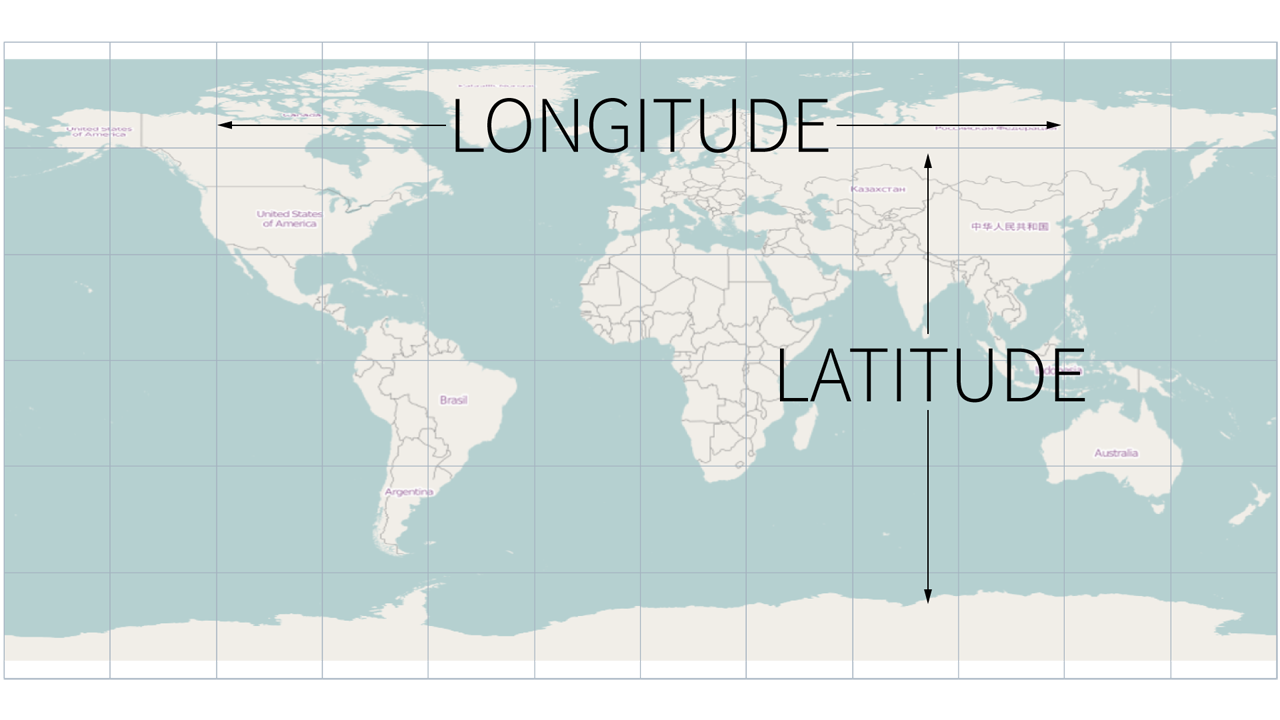 Canada
LONGITUDE
United States
of America
Российская Федерация
Казахстан
United States
of America
中华人民共和国
LATITUDE
Indonesia
Brasil
Australia
Argentina